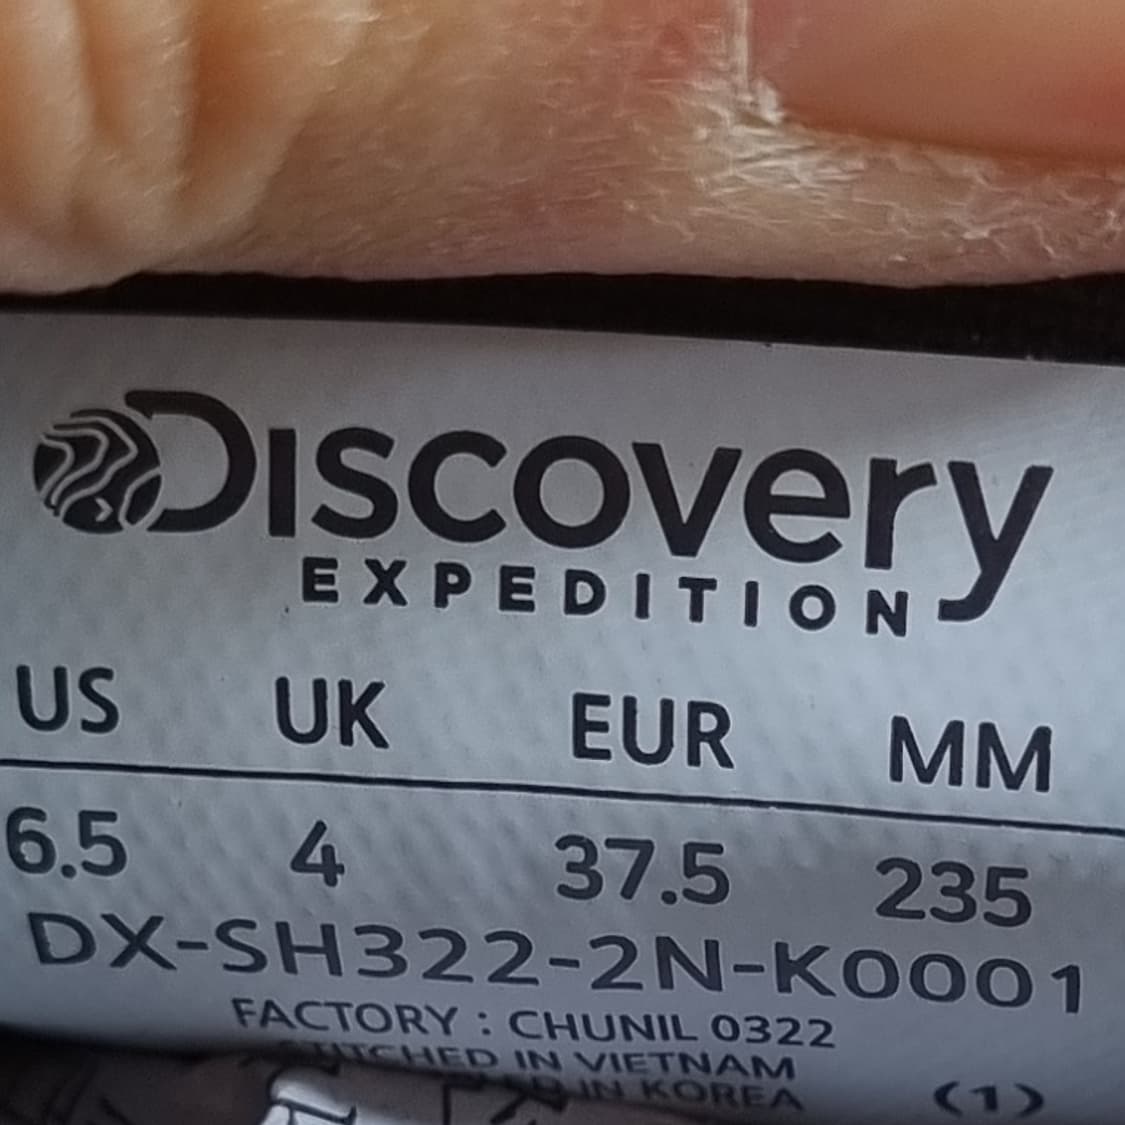 DISCOVERY
EXPEDITION
US UK EUR MM
6.5 4 37.5 235
DX-SH322-2N-K0001
FACTORY : CHUNIL 0322
STITCHED IN VIETNAM
IN KOREA (1)